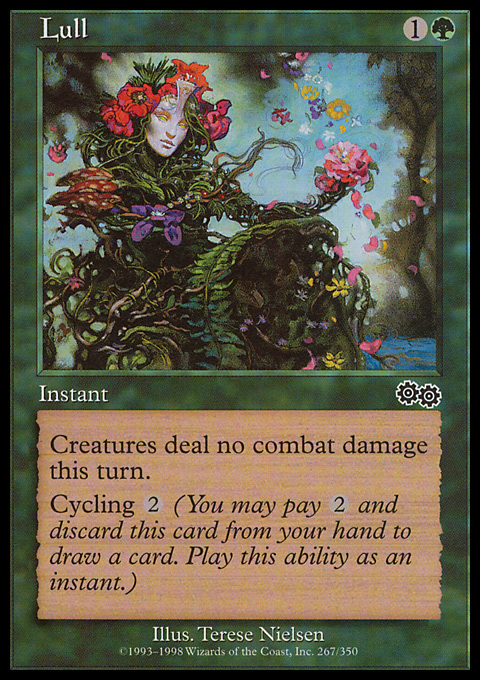 Lull 1
Instant
Creatures deal no combat damage
this turn.
Cycling 2 (You may pay 2 and
discard this card from your hand to
draw a card. Play this ability as an
instant.)
Illus. Terese Nielsen
©1993–1998 Wizards of the Coast, Inc. 267/350